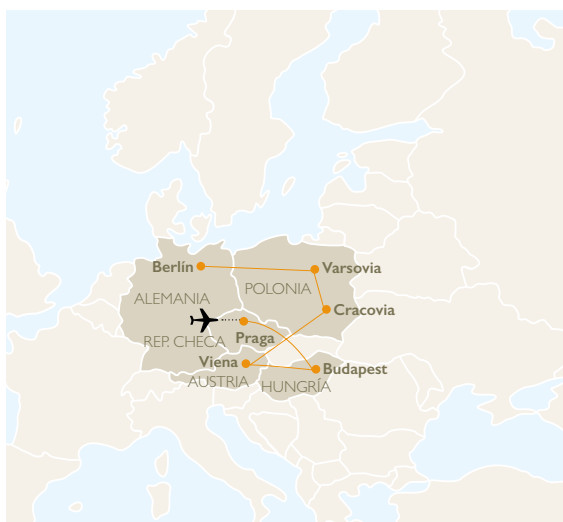 Berlín
Varsovia
POLONIA
ALEMANIA
Cracovia
REP. CHECA
Praga
Viena
Budapest
AUSTRIA
HUNGRÍA